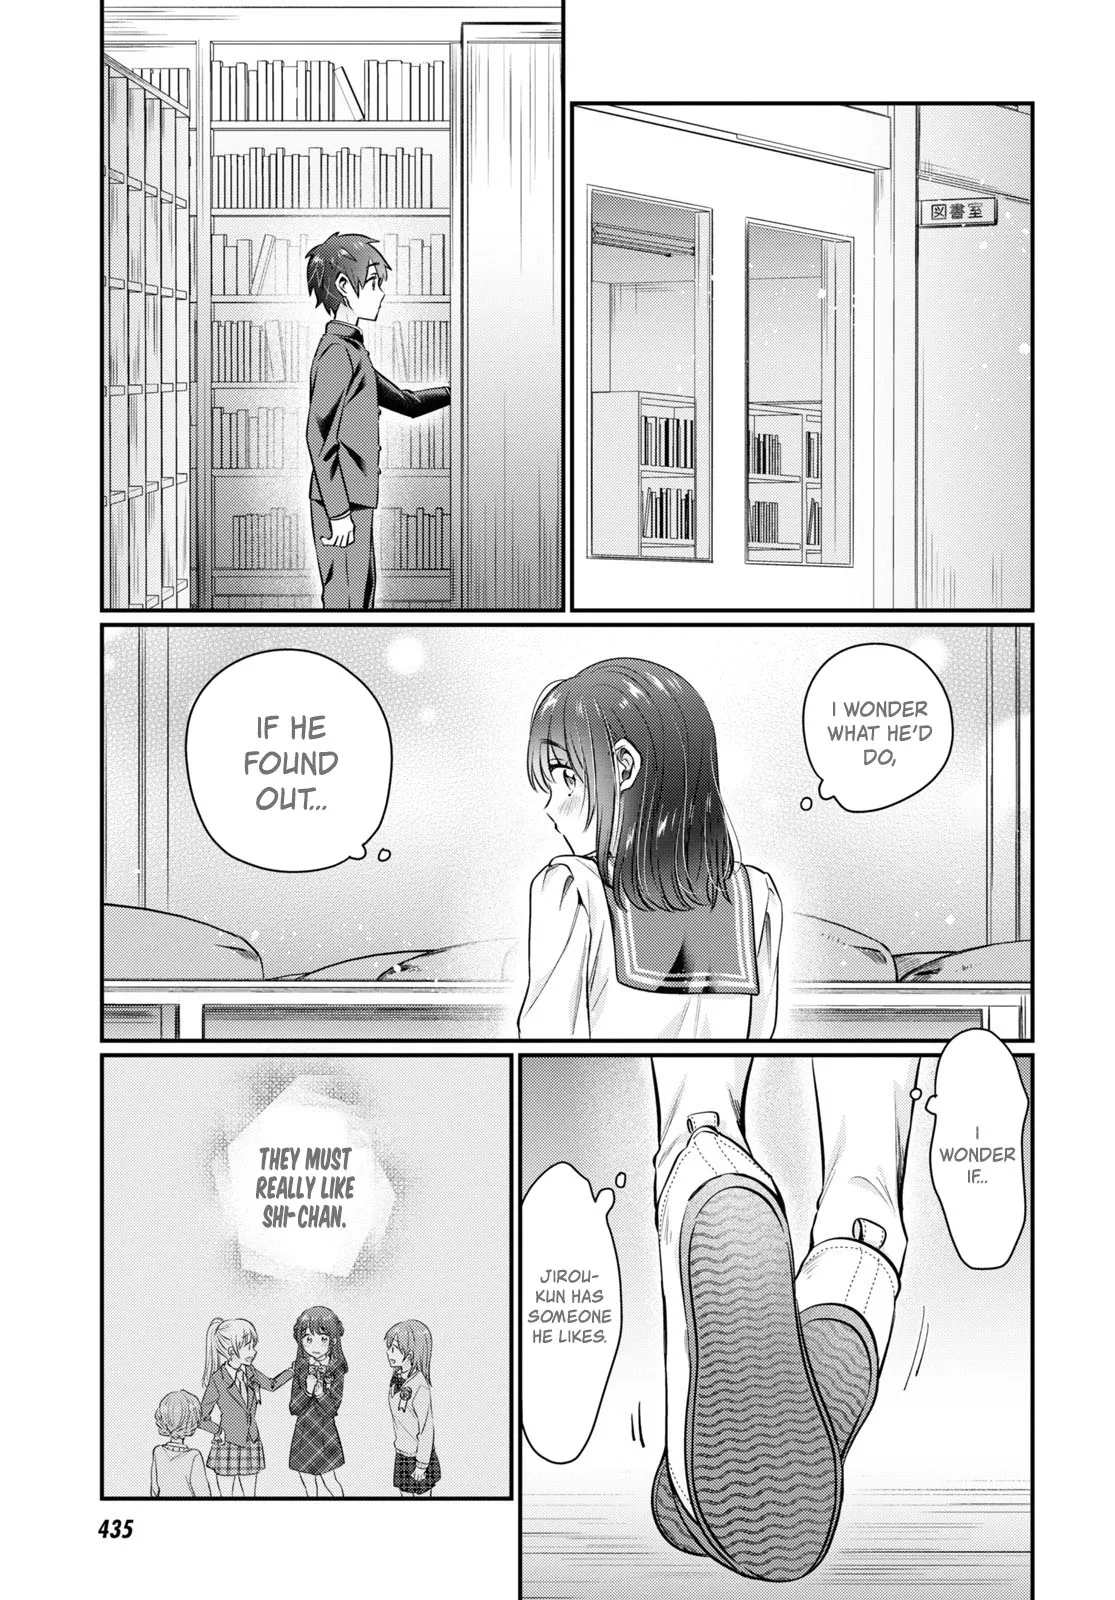 図書室
I WONDER
WHAT HE'D
DO,
IF HE
FOUND
OUT...
I
WONDER
IF...
JIROU-
KUN HAS
SOMEONE
HE LIKES.
THEY MUST
REALLY LIKE
SHI-CHAN.
435